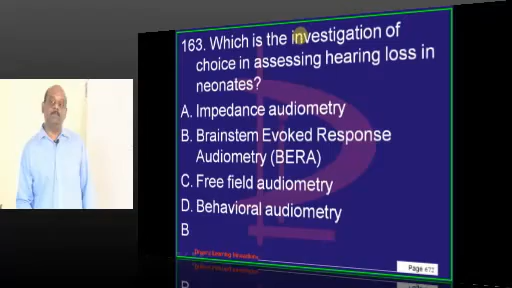 163. Which is the investigation of
choice in assessing hearing loss in
neonates?
A. Impedance audiometry
B. Brainstem Evoked Response
Audiometry (BERA)
C. Free field audiometry
D. Behavioral audiometry
B
Page 672